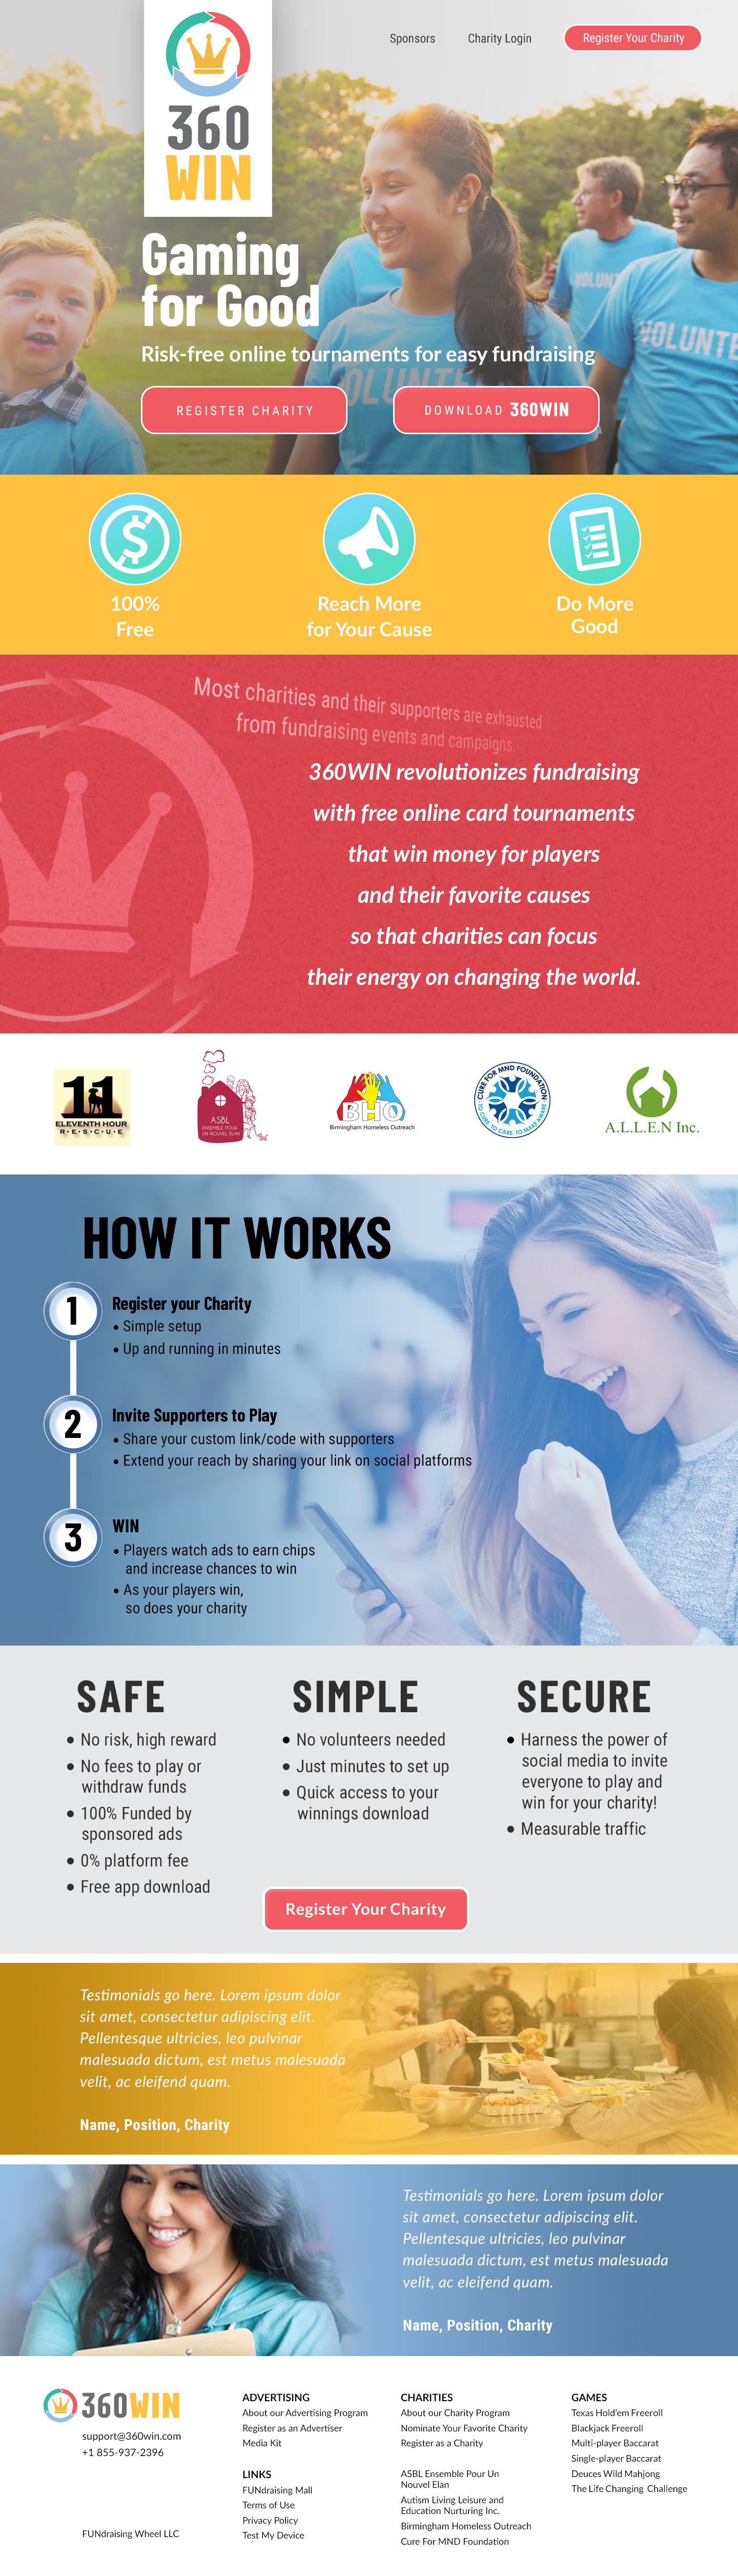 Sponsors
Charity Login
Register Your Charity
360
WIN
VOLUNTE
VOLUNTE
Gaming
for Good
Risk-free online tournaments for easy fundraising
OLUNTE
REGISTER CHARITY
DOWNLOAD 360WIN
100%
Free
Reach More
for Your Cause
Do More
Good
Most charities and their supporters are exhausted
from fundraising events and campaigns.
360WIN revolutionizes fundraising
with free online card tournaments
that win money for players
and their favorite causes
so that charities can focus
their energy on changing the world.
11
ELEVENTH HOUR
R·E·S·C·U·E
ASBL
ENSEMBLE POUR
UN NOUVEL ELAN
BHO
Birmingham Homeless Outreach
CURE FOR MND FOUNDATION
TO CURE. TO CARE. TO MAKE AWARE.
A.L.L.E.N Inc.
HOW IT WORKS
1
Register your Charity
• Simple setup
• Up and running in minutes
2
Invite Supporters to Play
• Share your custom link/code with supporters
• Extend your reach by sharing your link on social platforms
3
WIN
• Players watch ads to earn chips
and increase chances to win
• As your players win,
so does your charity
SAFE
• No risk, high reward
• No fees to play or
withdraw funds
• 100% Funded by
sponsored ads
• 0% platform fee
• Free app download
SIMPLE
• No volunteers needed
• Just minutes to set up
• Quick access to your
winnings download
SECURE
• Harness the power of
social media to invite
everyone to play and
win for your charity!
• Measurable traffic
Register Your Charity
Testimonials go here. Lorem ipsum dolor
sit amet, consectetur adipiscing elit.
Pellentesque ultricies, leo pulvinar
malesuada dictum, est metus malesuada
velit, ac eleifend quam.
Name, Position, Charity
Testimonials go here. Lorem ipsum dolor
sit amet, consectetur adipiscing elit.
Pellentesque ultricies, leo pulvinar
malesuada dictum, est metus malesuada
velit, ac eleifend quam.
Name, Position, Charity
360WIN
support@360win.com
+1 855-937-2396
FUNdraising Wheel LLC
ADVERTISING
About our Advertising Program
Register as an Advertiser
Media Kit
LINKS
FUNdraising Mall
Terms of Use
Privacy Policy
Test My Device
CHARITIES
About our Charity Program
Nominate Your Favorite Charity
Register as a Charity
ASBL Ensemble Pour Un
Nouvel Elan
Autism Living Leisure and
Education Nurturing Inc.
Birmingham Homeless Outreach
Cure For MND Foundation
GAMES
Texas Hold'em Freeroll
Blackjack Freeroll
Multi-player Baccarat
Single-player Baccarat
Deuces Wild Mahjong
The Life Changing Challenge